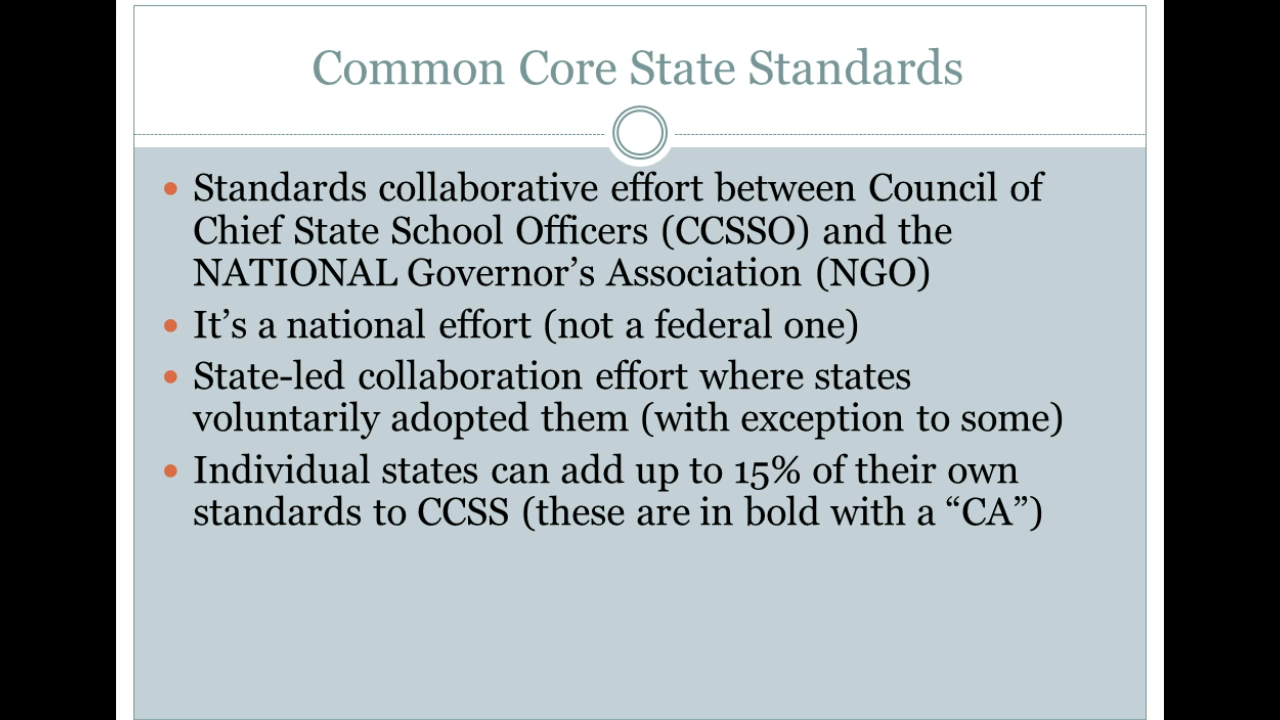 Common Core State Standards
• Standards collaborative effort between Council of
Chief State School Officers (CCSSO) and the
NATIONAL Governor’s Association (NGO)
• It’s a national effort (not a federal one)
• State-led collaboration effort where states
voluntarily adopted them (with exception to some)
• Individual states can add up to 15% of their own
standards to CCSS (these are in bold with a “CA”)